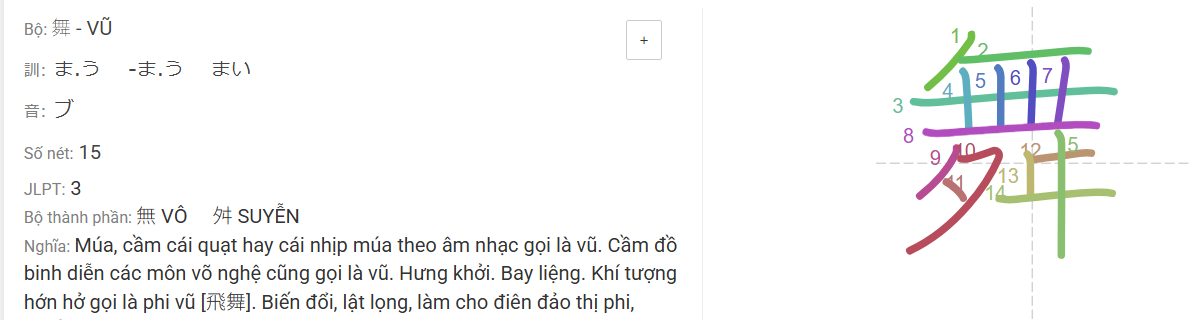 Bộ: 舞 - VŨ
+
訓: ま.う -ま.う まい
音: ブ
Số nét: 15
JLPT: 3
Bộ thành phần: 無 VÔ 舛 SUYỄN
Nghĩa: Múa, cầm cái quạt hay cái nhịp múa theo âm nhạc gọi là vũ. Cầm đồ
binh diễn các môn võ nghệ cũng gọi là vũ. Hưng khởi. Bay liệng. Khí tượng
hớn hở gọi là phi vũ [飛舞]. Biến đổi, lật lọng, làm cho điên đảo thị phi,
1
2
3
4 5 6 7
8
9 10
11 12 5
13
14
舞